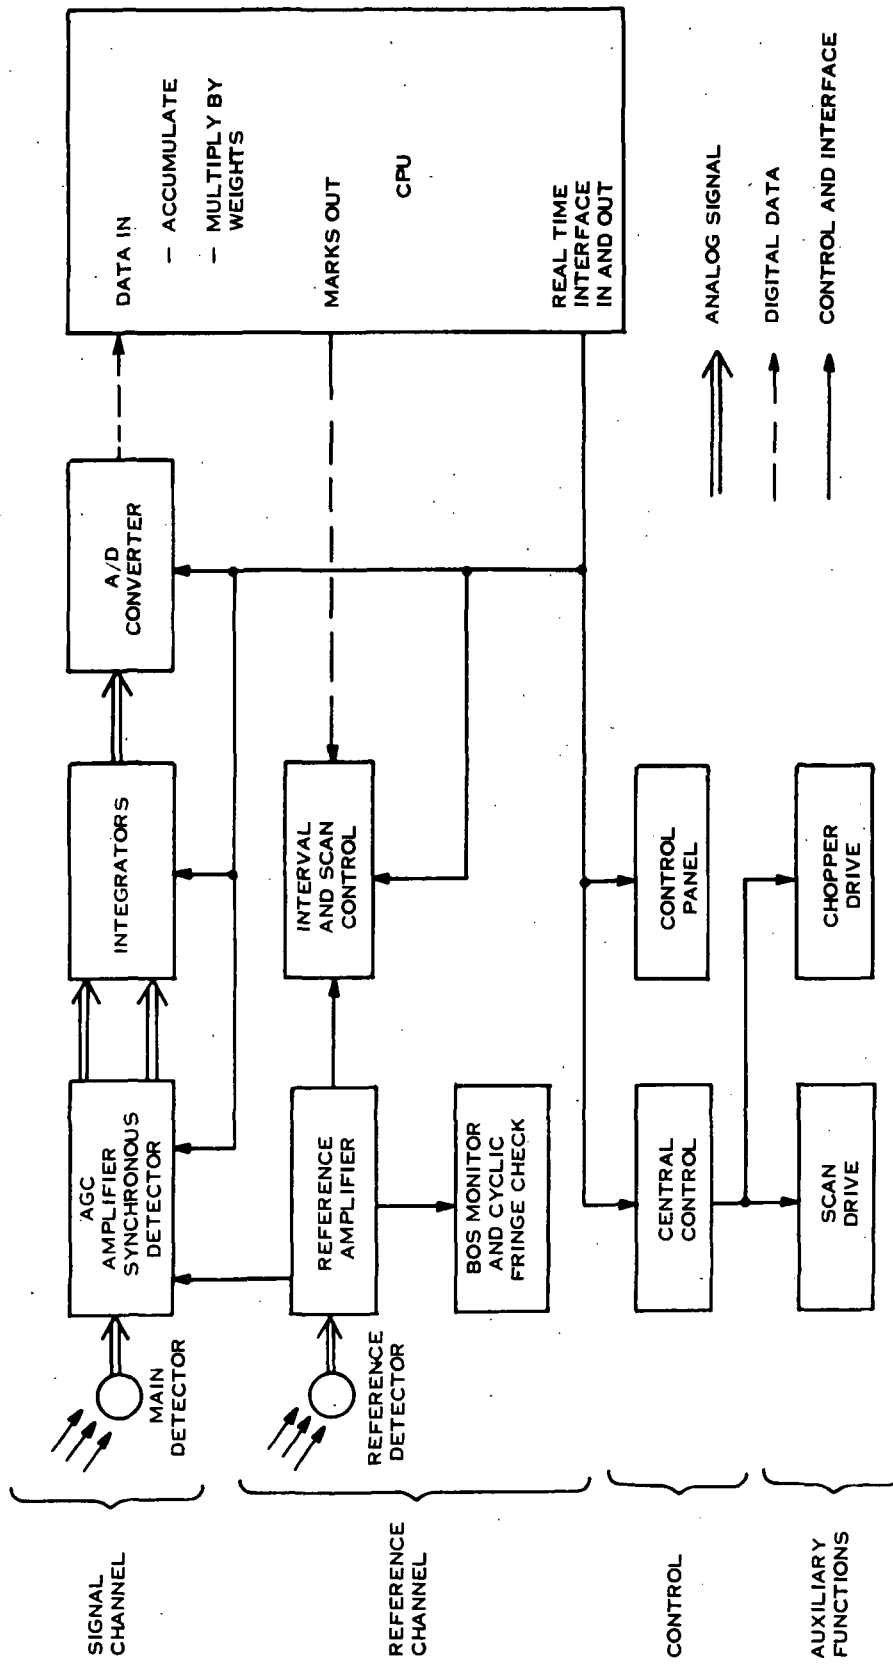 SIGNAL
CHANNEL
MAIN
DETECTOR
AGC
AMPLIFIER
SYNCHRONOUS
DETECTOR
INTEGRATORS
A/D
CONVERTER
DATA IN
— ACCUMULATE
— MULTIPLY BY
WEIGHTS
MARKS OUT
CPU
REAL TIME
INTERFACE
IN AND OUT
REFERENCE
CHANNEL
REFERENCE
DETECTOR
REFERENCE
AMPLIFIER
INTERVAL
AND SCAN
CONTROL
BOS MONITOR
AND CYCLIC
FRINGE CHECK
CONTROL
CENTRAL
CONTROL
CONTROL
PANEL
AUXILIARY
FUNCTIONS
SCAN
DRIVE
CHOPPER
DRIVE
ANALOG SIGNAL
DIGITAL DATA
CONTROL AND INTERFACE